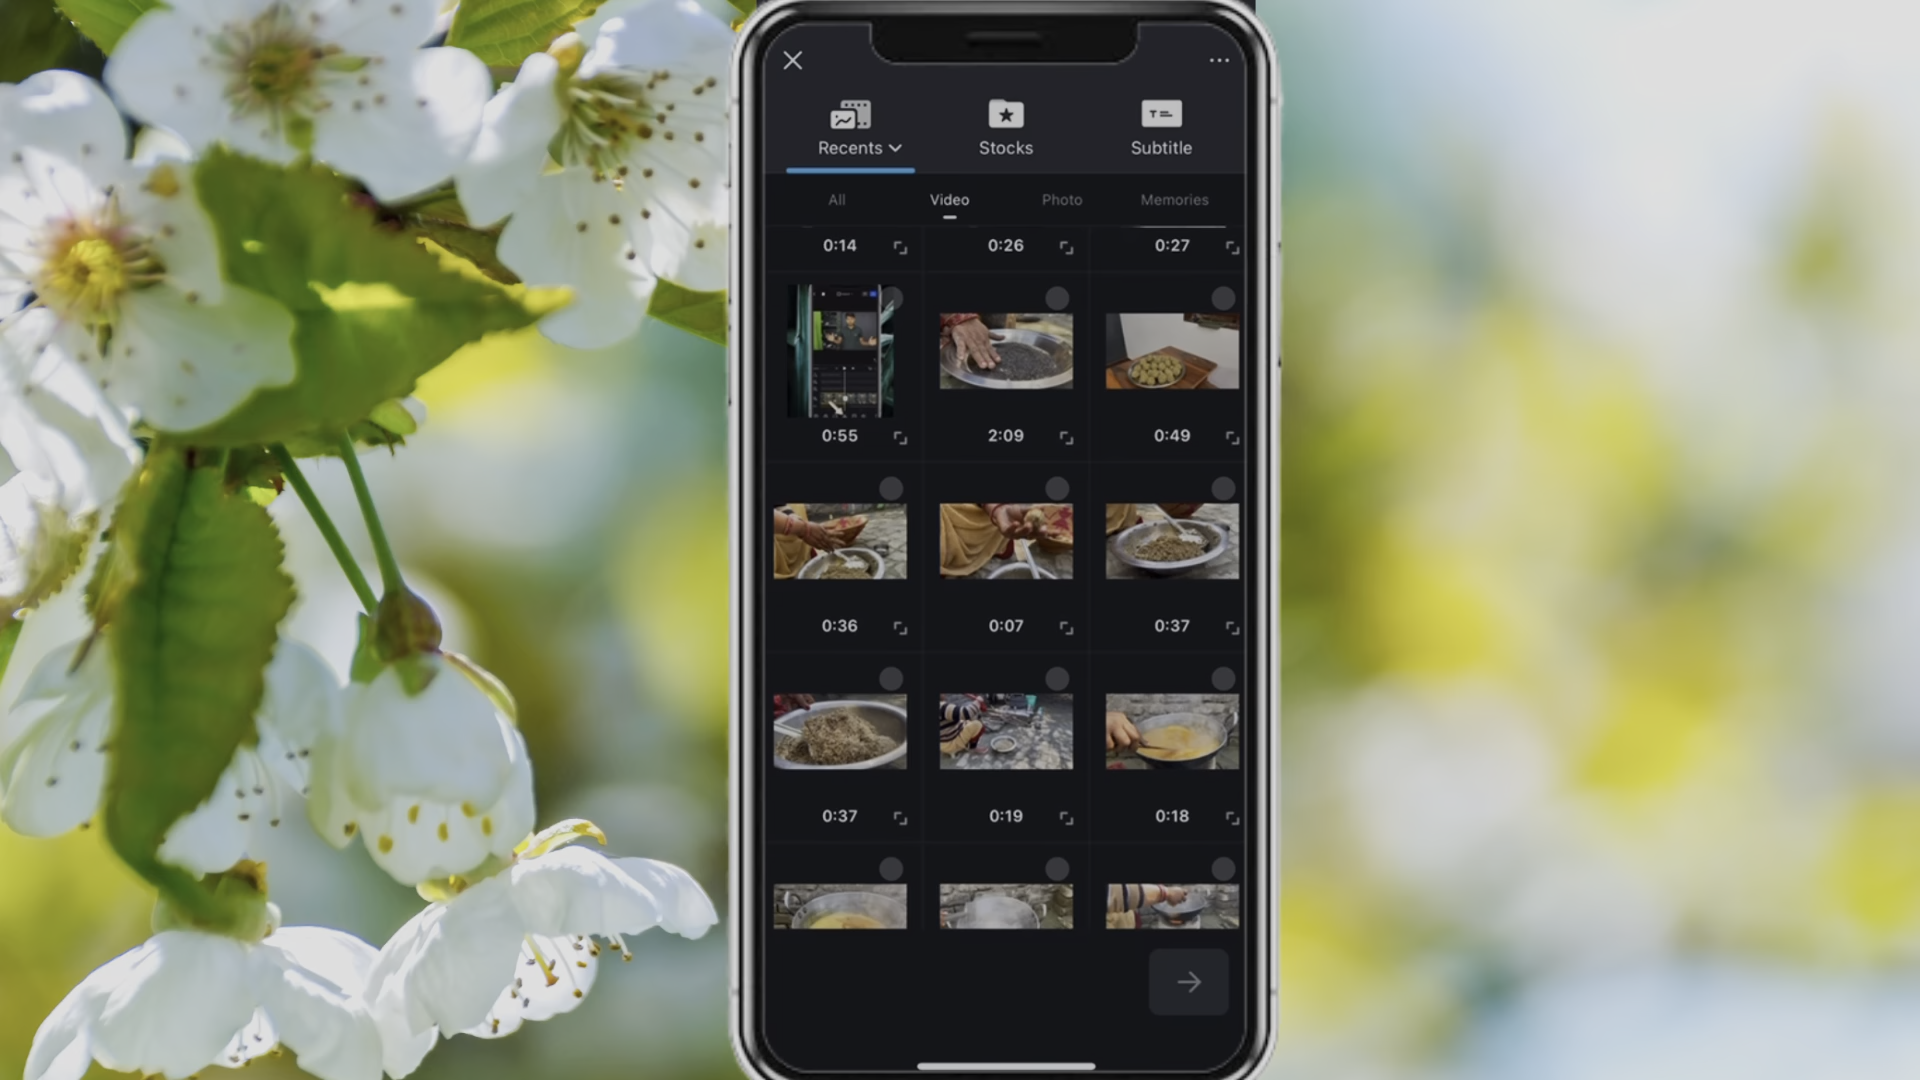 Recents Stocks Subtitle
All Video Photo Memories
0:14 0:26 0:27
0:55 2:09 0:49
0:36 0:07 0:37
0:37 0:19 0:18